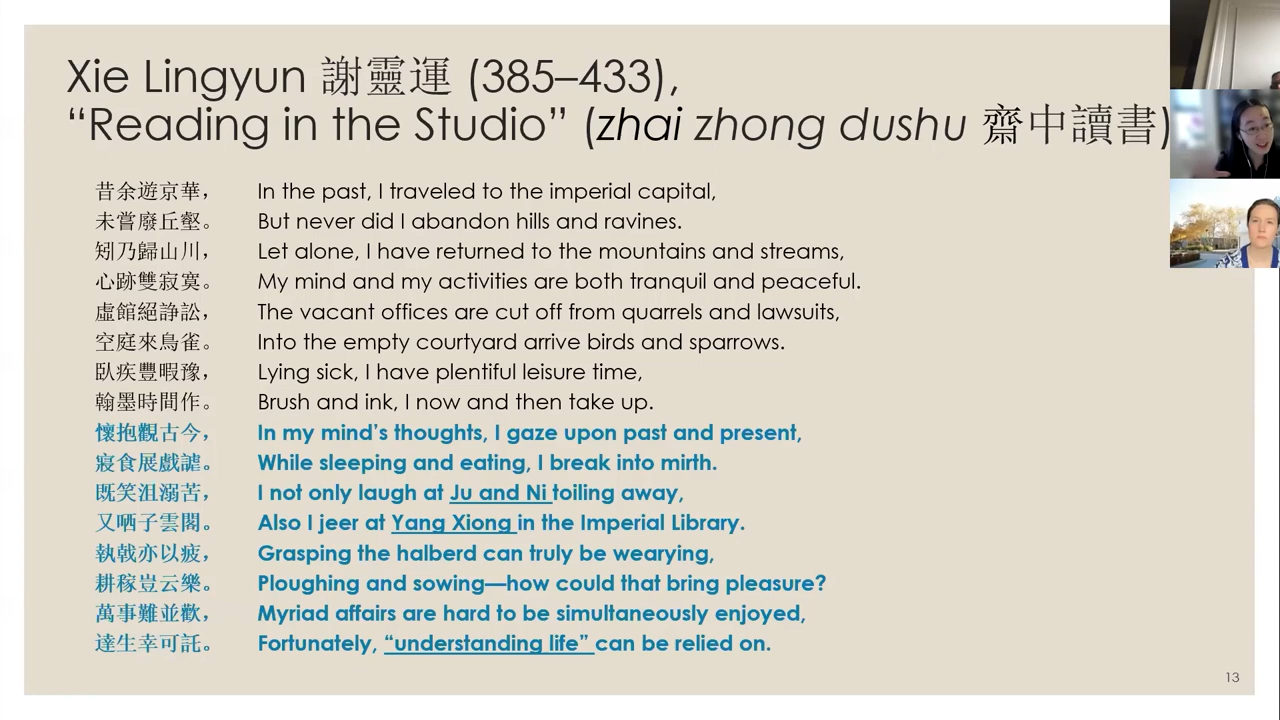 Xie Lingyun 謝靈運 (385–433),
“Reading in the Studio” (zhai zhong dushu 齋中讀書)
昔余遊京華， In the past, I traveled to the imperial capital,
未嘗廢丘壑。 But never did I abandon hills and ravines.
矧乃歸山川， Let alone, I have returned to the mountains and streams,
心跡雙寂寞。 My mind and my activities are both tranquil and peaceful.
虛館絕諍訟， The vacant offices are cut off from quarrels and lawsuits,
空庭來鳥雀。 Into the empty courtyard arrive birds and sparrows.
臥疾豐暇豫， Lying sick, I have plentiful leisure time,
翰墨時間作。 Brush and ink, I now and then take up.
懷抱觀古今， In my mind’s thoughts, I gaze upon past and present,
寢食展戲謔。 While sleeping and eating, I break into mirth.
既笑沮溺苦， I not only laugh at Ju and Ni toiling away,
又哂子雲閣。 Also I jeer at Yang Xiong in the Imperial Library.
執戟亦以疲， Grasping the halberd can truly be wearying,
耕稼豈云樂。 Ploughing and sowing—how could that bring pleasure?
萬事難並歡， Myriad affairs are hard to be simultaneously enjoyed,
達生幸可託。 Fortunately, “understanding life” can be relied on.
13